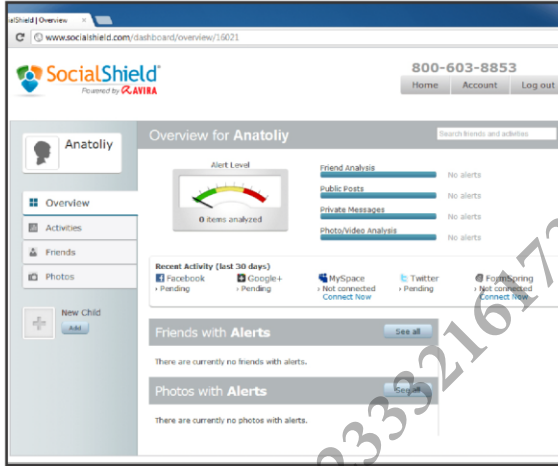 ialShield | Overview ×
www.socialshield.com/dashboard/overview/16021
SocialShield
Powered by AVIRA
800-603-8853
Home Account Log out
Anatoliy
Overview
Activities
Friends
Photos
New Child
Add
Overview for Anatoliy
Search friends and activities
Alert Level
0 items analyzed
Friend Analysis No alerts
Public Posts No alerts
Private Messages No alerts
Photo/Video Analysis No alerts
Recent Activity (last 30 days)
Facebook Google+ MySpace Twitter FormSpring
› Pending › Pending › Not connected › Pending › Not connected
Connect Now Connect Now
Friends with Alerts See all
There are currently no friends with alerts.
Photos with Alerts See all
There are currently no photos with alerts.